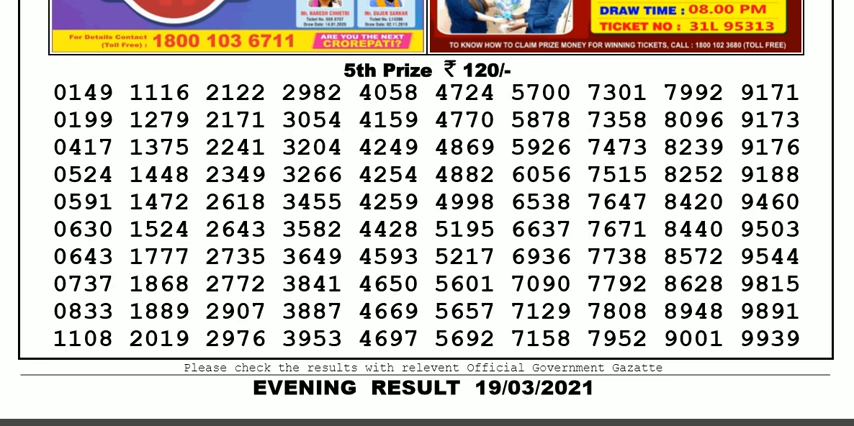 Mr. NARESH CHHETRI
Mr. SUJEN SARKAR
For Details Contact
(Toll Free) : 1800 103 6711
ARE YOU THE NEXT
CROREPATI?
DRAW TIME : 08.00 PM
TICKET NO : 31L 95313
TO KNOW HOW TO CLAIM PRIZE MONEY FOR WINNING TICKETS, CALL : 1800 102 3680 (TOLL FREE)
5th Prize ₹ 120/-
0149 1116 2122 2982 4058 4724 5700 7301 7992 9171
0199 1279 2171 3054 4159 4770 5878 7358 8096 9173
0417 1375 2241 3204 4249 4869 5926 7473 8239 9176
0524 1448 2349 3266 4254 4882 6056 7515 8252 9188
0591 1472 2618 3455 4259 4998 6538 7647 8420 9460
0630 1524 2643 3582 4428 5195 6637 7671 8440 9503
0643 1777 2735 3649 4593 5217 6936 7738 8572 9544
0737 1868 2772 3841 4650 5601 7090 7792 8628 9815
0833 1889 2907 3887 4669 5657 7129 7808 8948 9891
1108 2019 2976 3953 4697 5692 7158 7952 9001 9939
Please check the results with relevent Official Government Gazatte
EVENING RESULT 19/03/2021